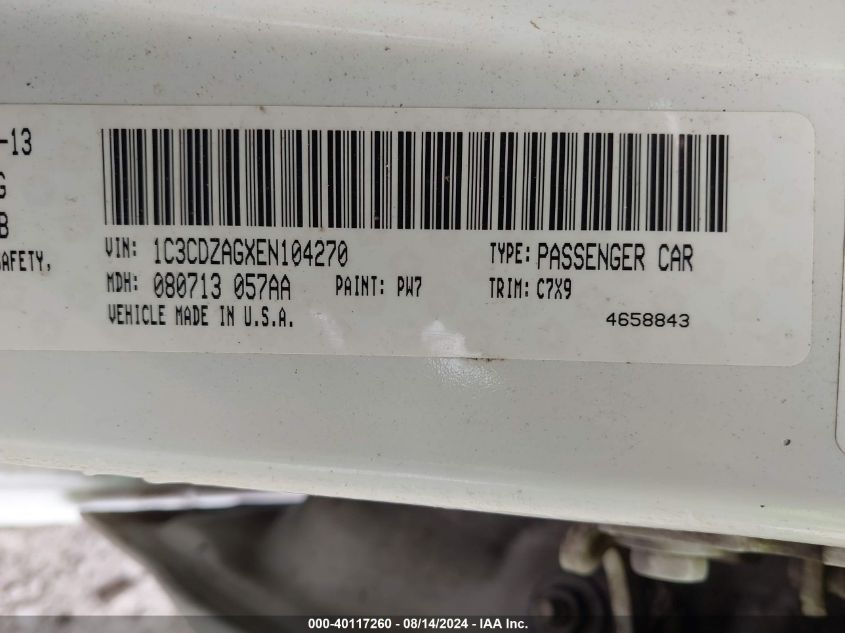 -13
G
B
SAFETY,
VIN: 1C3CDZAGXEN104270 TYPE: PASSENGER CAR
MDH: 080713 057AA PAINT: PW7 TRIM: C7X9
VEHICLE MADE IN U.S.A. 4658843
000-40117260 - 08/14/2024 - IAA Inc.